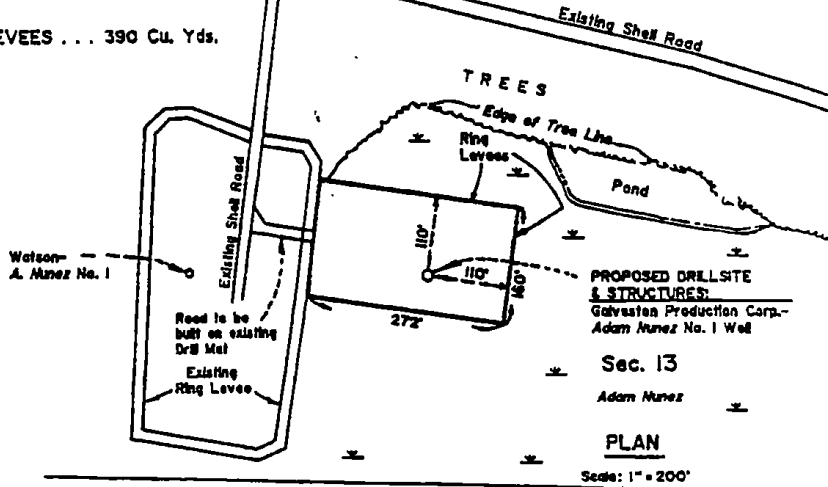 EVEES . . . 390 Cu. Yds.
Existing Shell Road
TREES
Edge of Tree Line
Ring
Levees
Pond
Existing Shell Road
110'
110'
160'
272'
Watson-
A. Nunez No. 1
Road to be
built on existing
Drill Mat
Existing
Ring Levee
PROPOSED DRILLSITE
& STRUCTURES:
Galveston Production Corp.-
Adam Nunez No. 1 Well
Sec. 13
Adam Nunez
PLAN
Scale: 1" = 200'